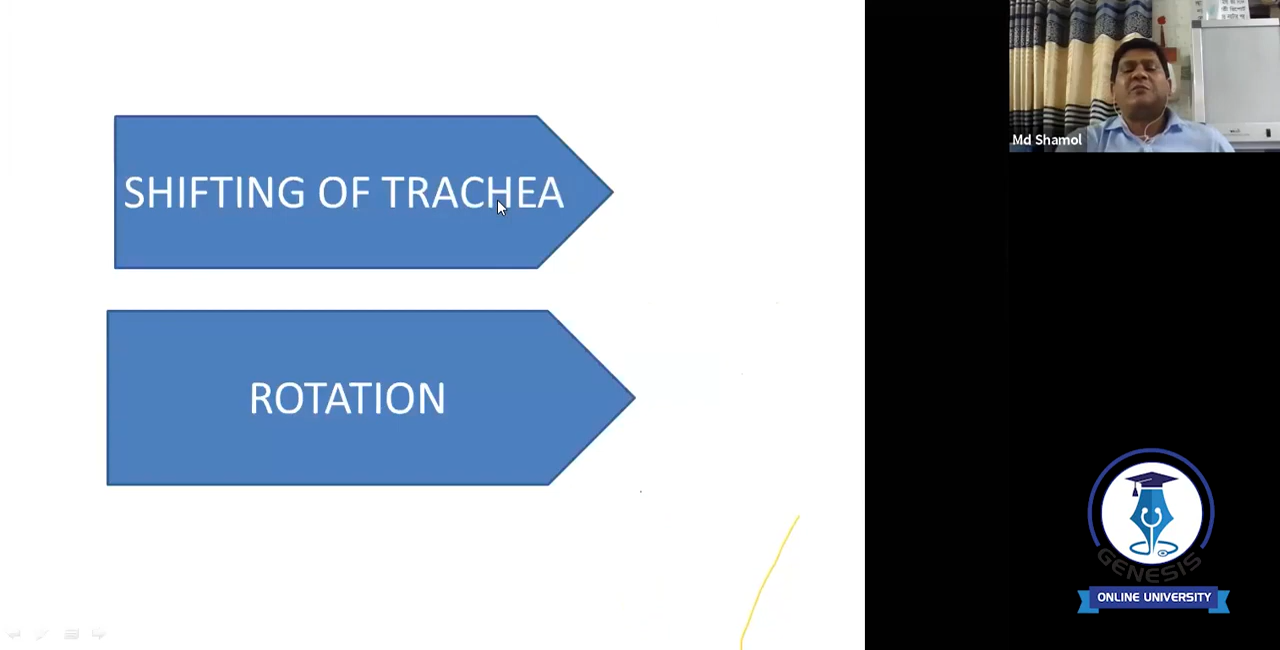 SHIFTING OF TRACHEA
ROTATION
Md Shamol
GENESIS
ONLINE UNIVERSITY